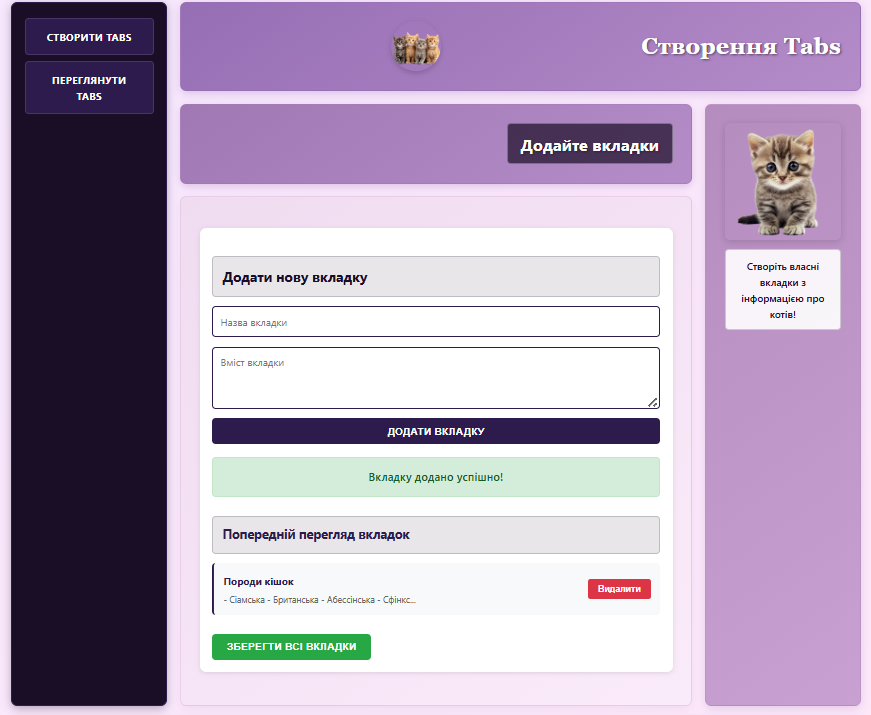 СТВОРИТИ TABS
ПЕРЕГЛЯНУТИ
TABS
Створення Tabs
Додайте вкладки
Додати нову вкладку
Назва вкладки
Вміст вкладки
ДОДАТИ ВКЛАДКУ
Вкладку додано успішно!
Попередній перегляд вкладок
Породи кішок
- Сіамська - Британська - Абессінська - Сфінкс...
Видалити
ЗБЕРЕГТИ ВСІ ВКЛАДКИ
Створіть власні
вкладки з
інформацією про
котів!